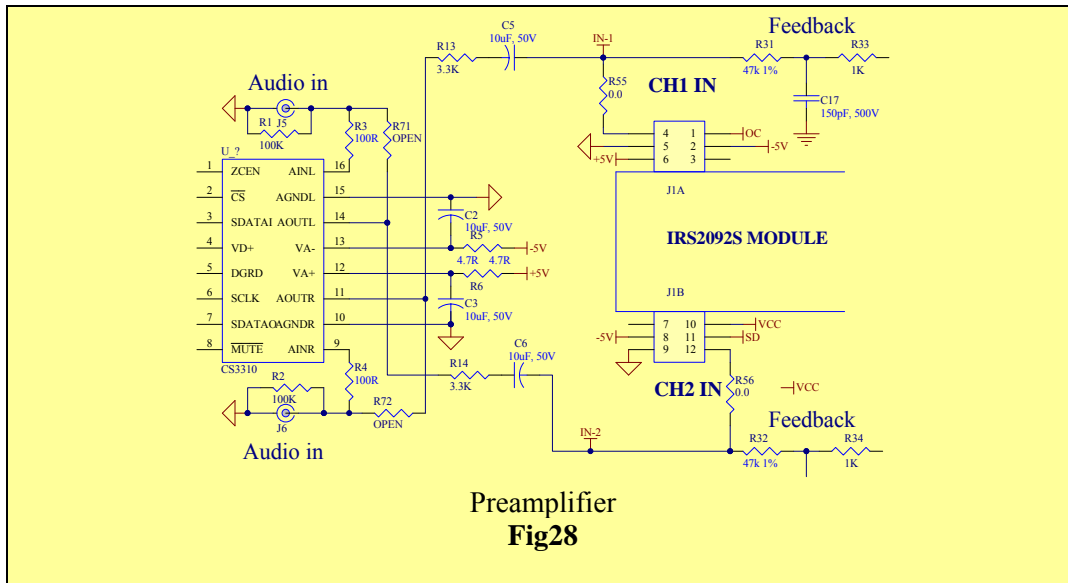 C5
10uF, 50V
R13
3.3K
IN-1
Feedback
R31
47k 1%
R33
1K
Audio in
R55
0.0
CH1 IN
C17
150pF, 500V
J5
R1
100K
R3
100R
R71
OPEN
4 1 OC
5 2 -5V
+5V 6 3
J1A
U_?
1 ZCEN AINL 16
2 CS AGNDL 15
3 SDATAI AOUTL 14
4 VD+ VA- 13
5 DGRD VA+ 12
6 SCLK AOUTR 11
7 SDATAO AGNDR 10
8 MUTE AINR 9
CS3310
C2
10uF, 50V
R5
4.7R 4.7R
-5V
+5V
R6
C3
10uF, 50V
IRS2092S MODULE
J1B
7 10 VCC
-5V 8 11 SD
9 12
C6
10uF, 50V
R14
3.3K
R4
100R
R2
100K
J6
R72
OPEN
Audio in
CH2 IN
R56
0.0
VCC
IN-2
Feedback
R32
47k 1%
R34
1K
Preamplifier
Fig28